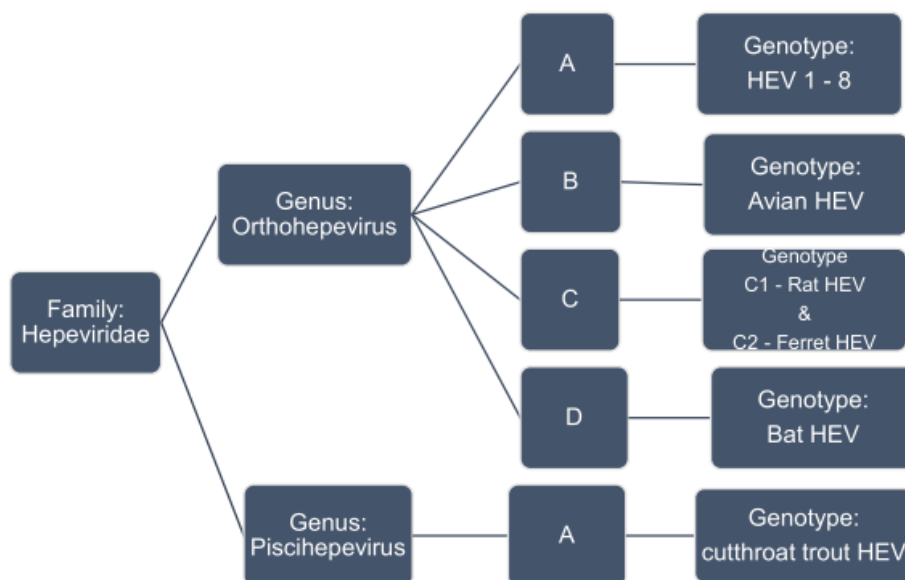 Family:
Hepeviridae
Genus:
Orthohepevirus
A
Genotype:
HEV 1 - 8
B
Genotype:
Avian HEV
C
Genotype
C1 - Rat HEV
&
C2 - Ferret HEV
D
Genotype:
Bat HEV
Genus:
Piscihepevirus
A
Genotype:
cutthroat trout HEV